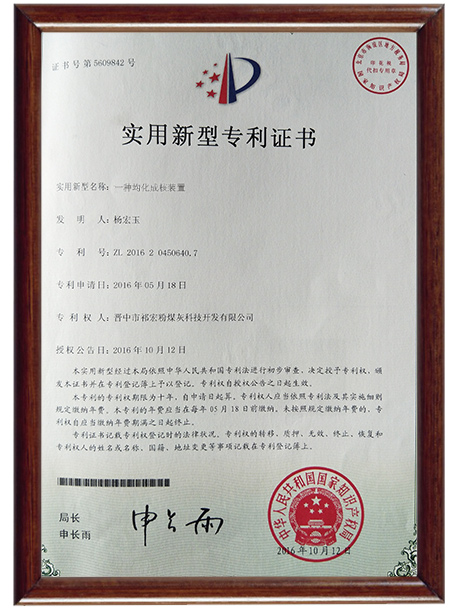 证书号第5609842号
实用新型专利证书
实用新型名称：一种均化成核装置
发 明 人：杨宏玉
专 利 号：ZL 2016 2 0450640.7
专利申请日：2016年05月18日
专 利 权 人：晋中市祁宏粉煤灰科技开发有限公司
授权公告日：2016年10月12日
本实用新型经过本局依照中华人民共和国专利法进行初步审查，决定授予专利权，颁
发本证书并在专利登记簿上予以登记。专利权自授权公告之日起生效。
本专利的专利权期限为十年，自申请日起算。专利权人应当依照专利法及其实施细则
规定缴纳年费。本专利的年费应当在每年05月18日前缴纳。未按照规定缴纳年费的，专
利权自应当缴纳年费期满之日起终止。
专利证书记载专利权登记时的法律状况。专利权的转移、质押、无效、终止、恢复和
专利权人的姓名或名称、国籍、地址变更等事项记载在专利登记簿上。
局长
申长雨
申长雨
中华人民共和国国家知识产权局
2016年10月12日